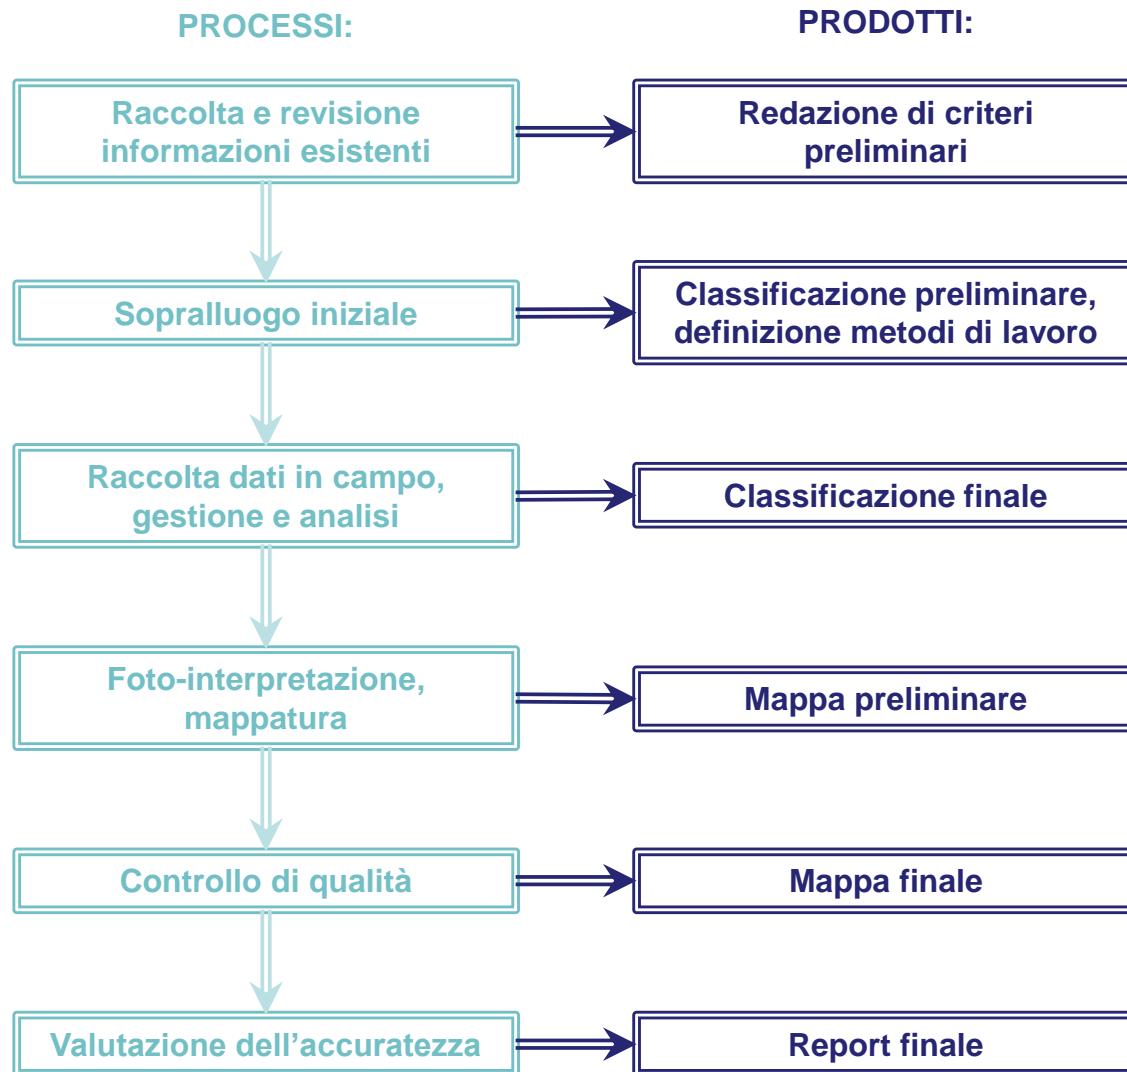 PROCESSI:
PRODOTTI:
Raccolta e revisione
informazioni esistenti
Redazione di criteri
preliminari
Sopralluogo iniziale
Classificazione preliminare,
definizione metodi di lavoro
Raccolta dati in campo,
gestione e analisi
Classificazione finale
Foto-interpretazione,
mappatura
Mappa preliminare
Controllo di qualità
Mappa finale
Valutazione dell’accuratezza
Report finale